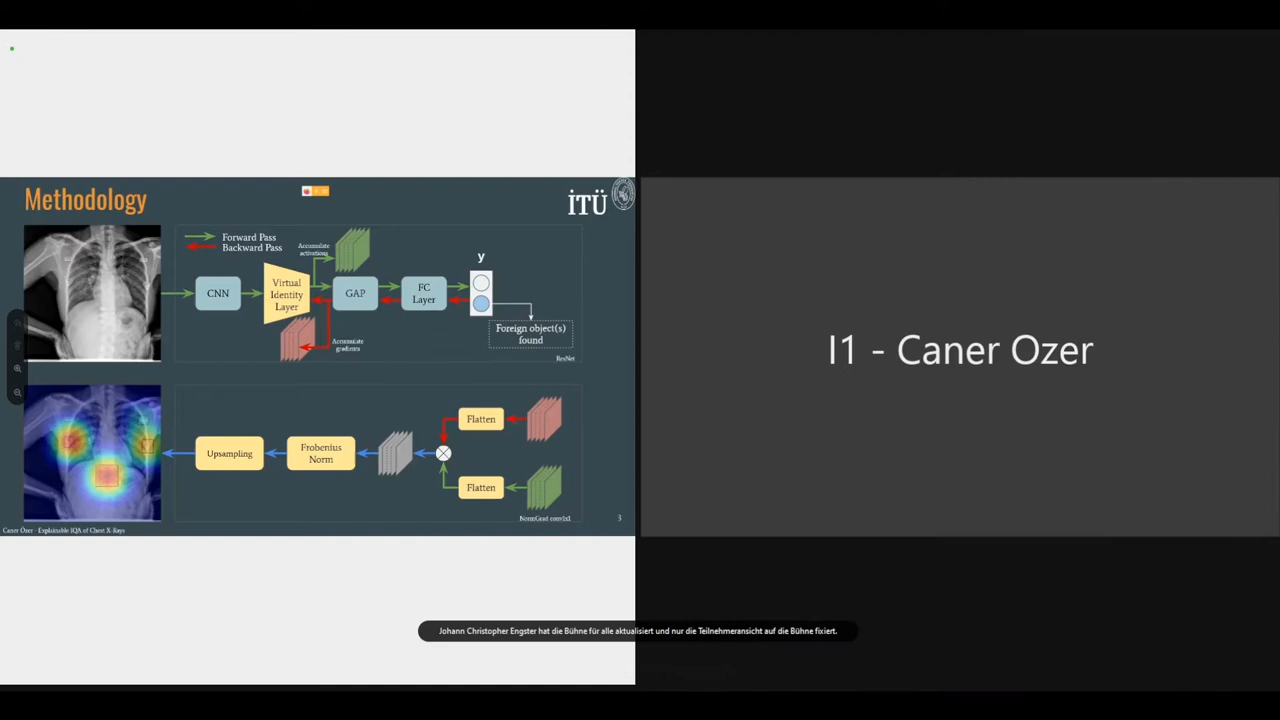 Methodology
İTÜ
Forward Pass
Backward Pass
Accumulate
activations
y
CNN
Virtual
Identity
Layer
GAP
FC
Layer
Accumulate
gradients
Foreign object(s)
found
ResNet
Upsampling
Frobenius
Norm
Flatten
Flatten
NormGrad conv1x1
3
Caner Özer - Explainable IQA of Chest X-Rays
I1 - Caner Ozer
Johann Christopher Engster hat die Bühne für alle aktualisiert und nur die Teilnehmeransicht auf die Bühne fixiert.